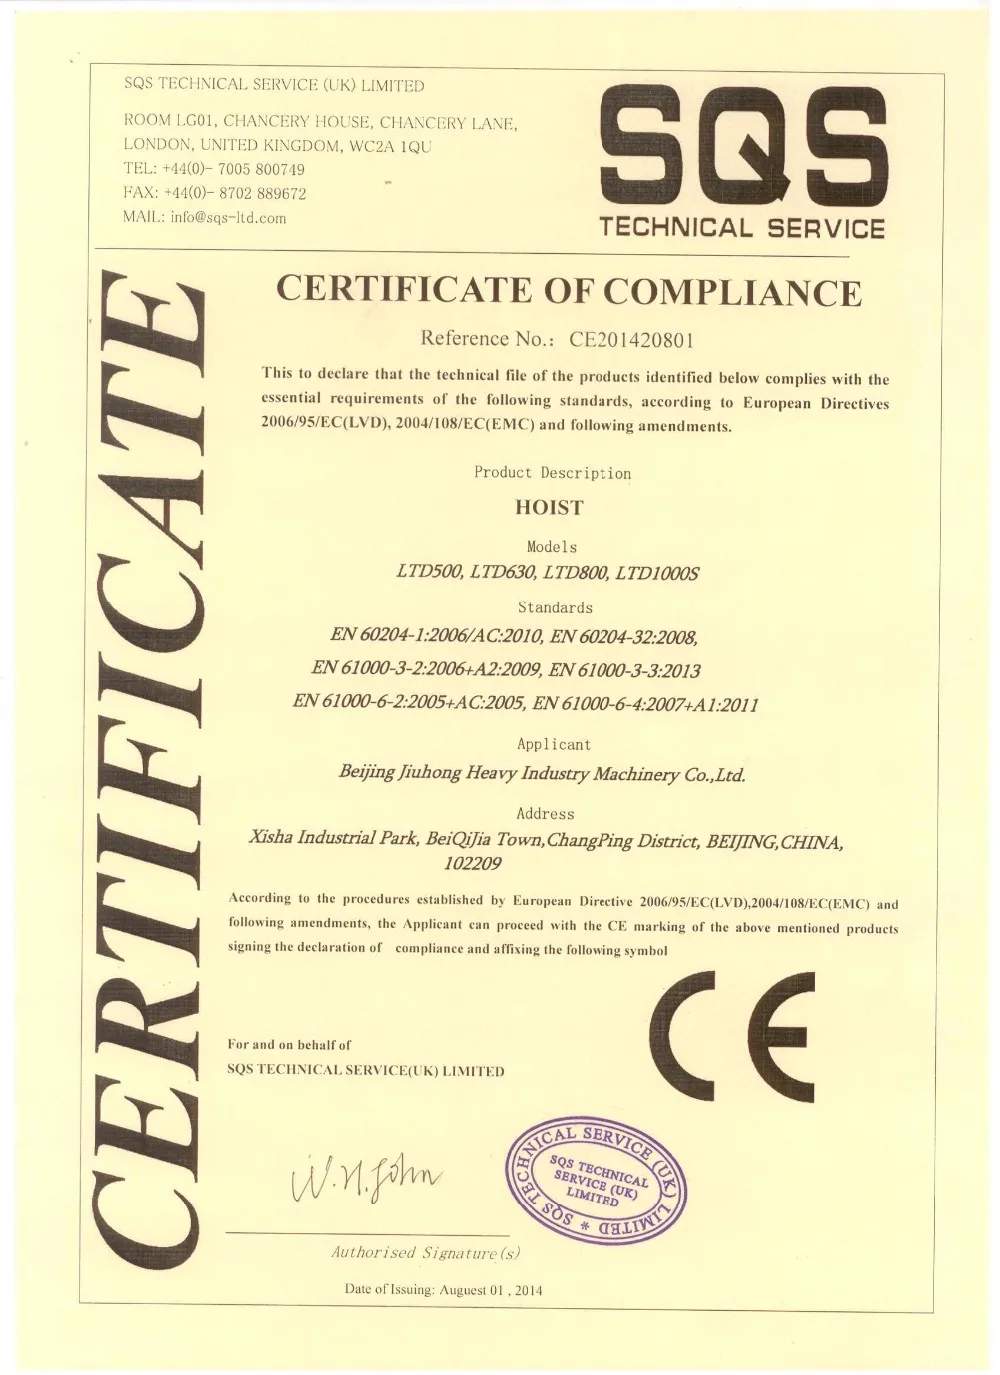 SQS TECHNICAL SERVICE (UK) LIMITED
ROOM LG01, CHANCERY HOUSE, CHANCERY LANE,
LONDON, UNITED KINGDOM, WC2A 1QU
TEL: +44(0)- 7005 800749
FAX: +44(0)- 8702 889672
MAIL: info@sqs-ltd.com
SQS
TECHNICAL SERVICE
CERTIFICATE
CERTIFICATE OF COMPLIANCE
Reference No.: CE201420801
This to declare that the technical file of the products identified below complies with the
essential requirements of the following standards, according to European Directives
2006/95/EC(LVD), 2004/108/EC(EMC) and following amendments.
Product Description
HOIST
Models
LTD500, LTD630, LTD800, LTD1000S
Standards
EN 60204-1:2006/AC:2010, EN 60204-32:2008,
EN 61000-3-2:2006+A2:2009, EN 61000-3-3:2013
EN 61000-6-2:2005+AC:2005, EN 61000-6-4:2007+A1:2011
Applicant
Beijing Jiuhong Heavy Industry Machinery Co.,Ltd.
Address
Xisha Industrial Park, BeiQiJia Town,ChangPing District, BEIJING,CHINA,
102209
According to the procedures established by European Directive 2006/95/EC(LVD),2004/108/EC(EMC) and
following amendments, the Applicant can proceed with the CE marking of the above mentioned products
signing the declaration of compliance and affixing the following symbol
CE
For and on behalf of
SQS TECHNICAL SERVICE(UK) LIMITED
W.H.John
SQS TECHNICAL SERVICE (UK) LIMITED *
SQS TECHNICAL
SERVICE (UK)
LIMITED
Authorised Signature(s)
Date of Issuing: Auguest 01 , 2014